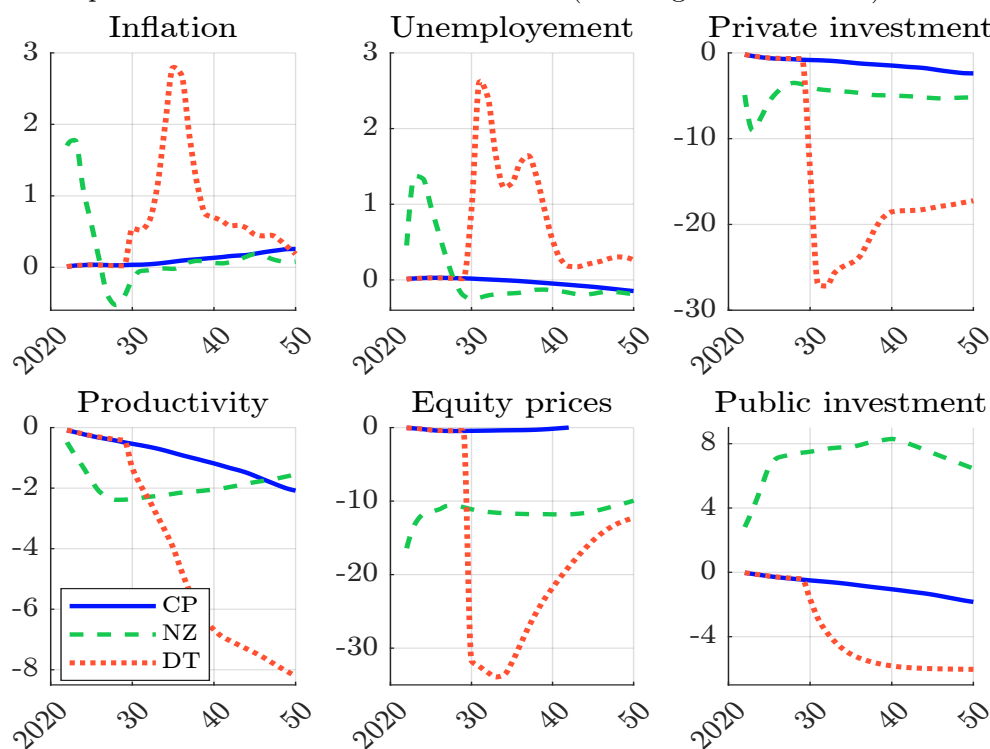 Inflation Unemployement Private investment
3 3 0
2 2 -10
1 1 -20
0 0 -30
2020 30 40 50 2020 30 40 50 2020 30 40 50
Productivity Equity prices Public investment
0 0 8
-2 -10 4
-4 -20 0
-6 -30 -4
-8
CP
NZ
DT
2020 30 40 50 2020 30 40 50 2020 30 40 50